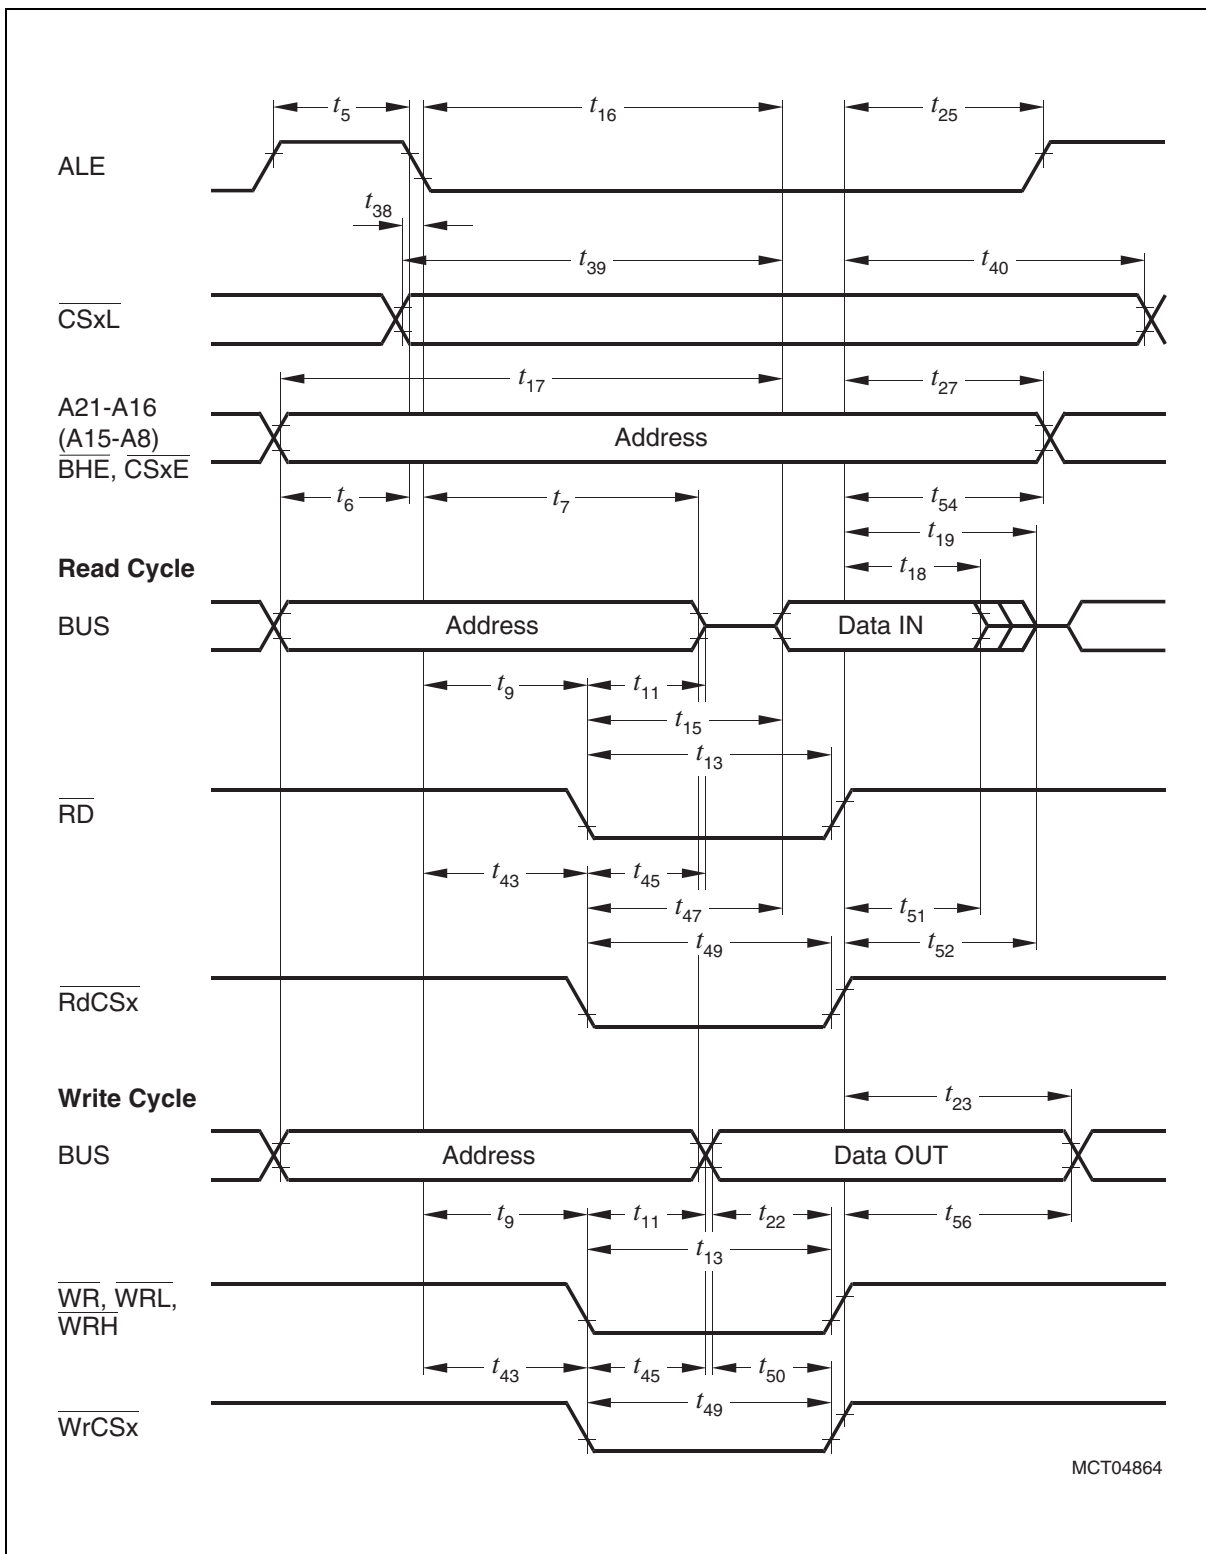 t5 t16 t25
ALE
t38
t39 t40
CSxL
t17 t27
A21-A16
(A15-A8) Address
BHE, CSxE
t6 t7 t54
t19
Read Cycle t18
BUS Address Data IN
t9 t11
t15
t13
RD
t43 t45
t47 t51
t49 t52
RdCSx
Write Cycle t23
BUS Address Data OUT
t9 t11 t22 t56
t13
WR, WRL,
WRH
t43 t45 t50
t49
WrCSx
MCT04864